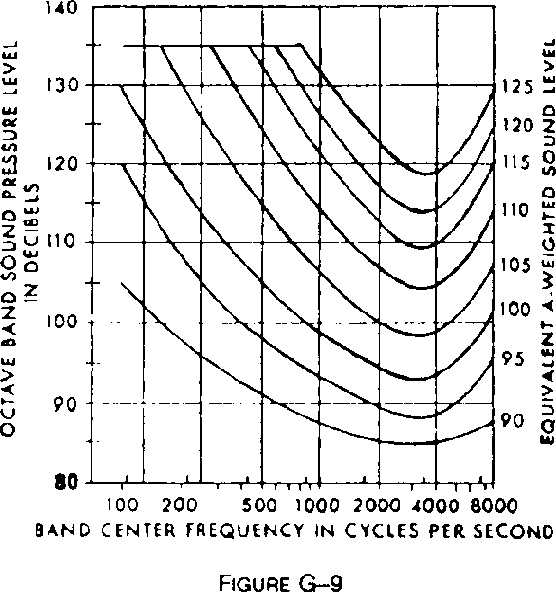 140
130
120
110
100
90
80
OCTAVE BAND SOUND PRESSURE LEVEL
IN DECIBELS
125
120
115
110
105
100
95
90
EQUIVALENT A-WEIGHTED SOUND LEVEL
100 200 500 1000 2000 4000 8000
BAND CENTER FREQUENCY IN CYCLES PER SECOND
FIGURE G–9